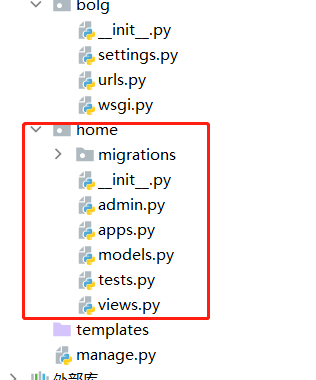 bolg
__init__.py
settings.py
urls.py
wsgi.py
home
migrations
__init__.py
admin.py
apps.py
models.py
tests.py
views.py
templates
manage.py
外部库